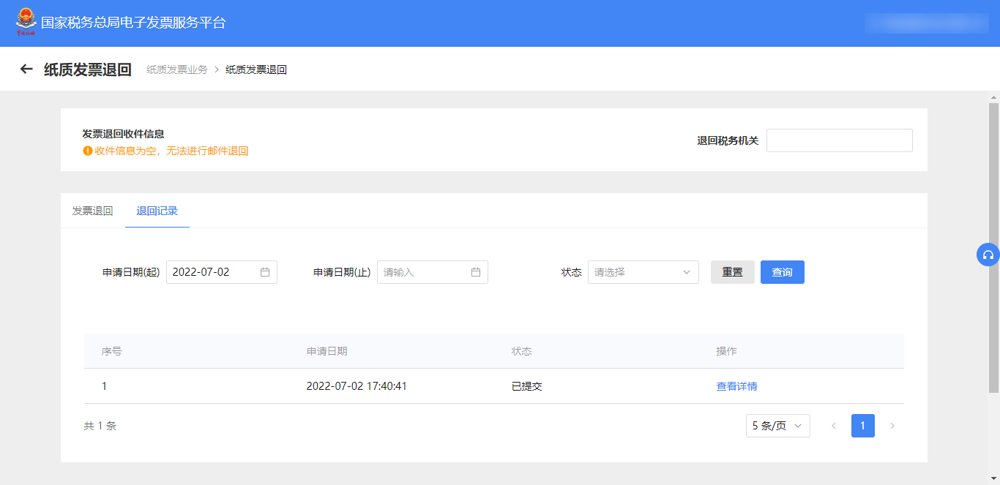 国家税务总局电子发票服务平台
纸质发票退回 纸质发票业务 > 纸质发票退回
发票退回收件信息
收件信息为空，无法进行邮件退回
退回税务机关
发票退回 退回记录
申请日期(起) 2022-07-02 申请日期(止) 请输入 状态 请选择 重置 查询
序号 申请日期 状态 操作
1 2022-07-02 17:40:41 已提交 查看详情
共 1 条 5 条/页 < 1 >